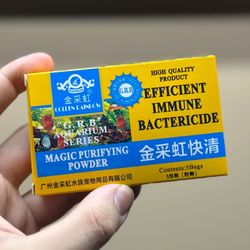 金采虹
GOLDEN RAINBOW
G.R.B
AQUARIUM
SERIES
MAGIC PURIFYING
POWDER
广州金采虹水族宠物用品有限公司
HIGH QUALITY
PRODUCT
G.R.B
EFFICIENT
IMMUNE
BACTERICIDE
金采虹快清
Contents:5Bags